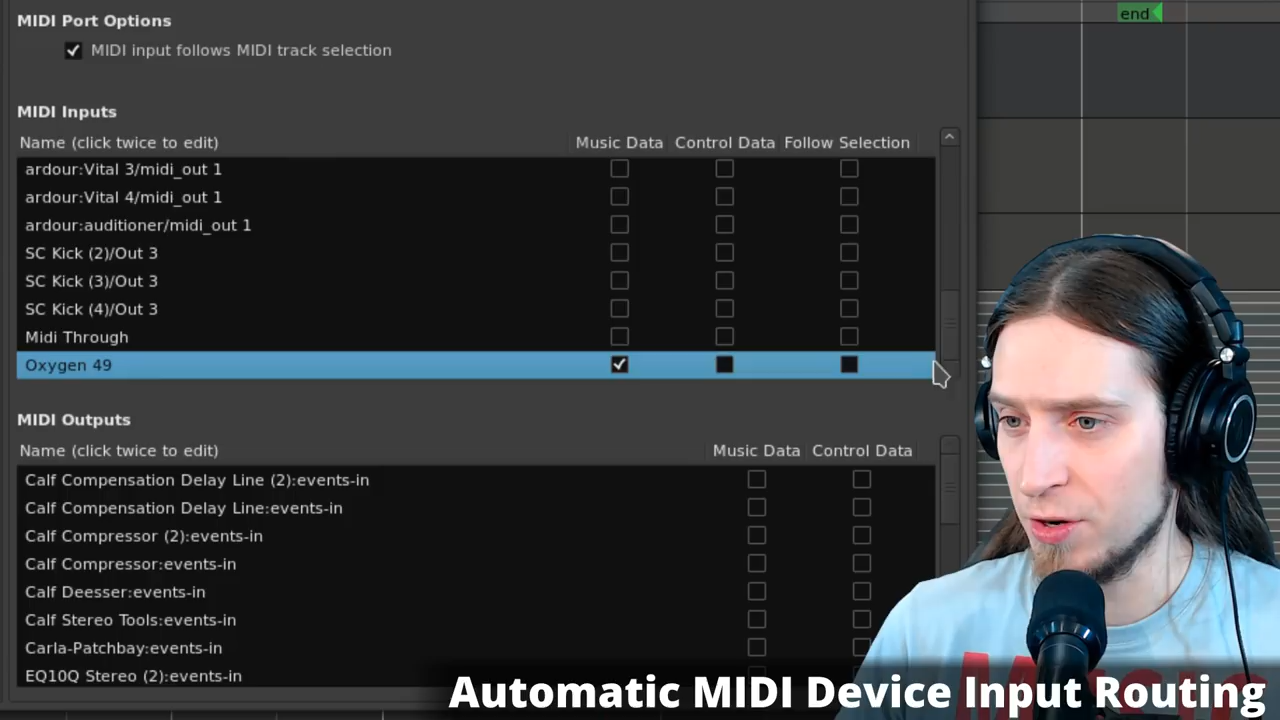 MIDI Port Options
end
MIDI input follows MIDI track selection
MIDI Inputs
Name (click twice to edit) Music Data Control Data Follow Selection
ardour:Vital 3/midi_out 1
ardour:Vital 4/midi_out 1
ardour:auditioner/midi_out 1
SC Kick (2)/Out 3
SC Kick (3)/Out 3
SC Kick (4)/Out 3
Midi Through
Oxygen 49
MIDI Outputs
Name (click twice to edit) Music Data Control Data
Calf Compensation Delay Line (2):events-in
Calf Compensation Delay Line:events-in
Calf Compressor (2):events-in
Calf Compressor:events-in
Calf Deesser:events-in
Calf Stereo Tools:events-in
Carla-Patchbay:events-in
EQ10Q Stereo (2):events-in
Automatic MIDI Device Input Routing